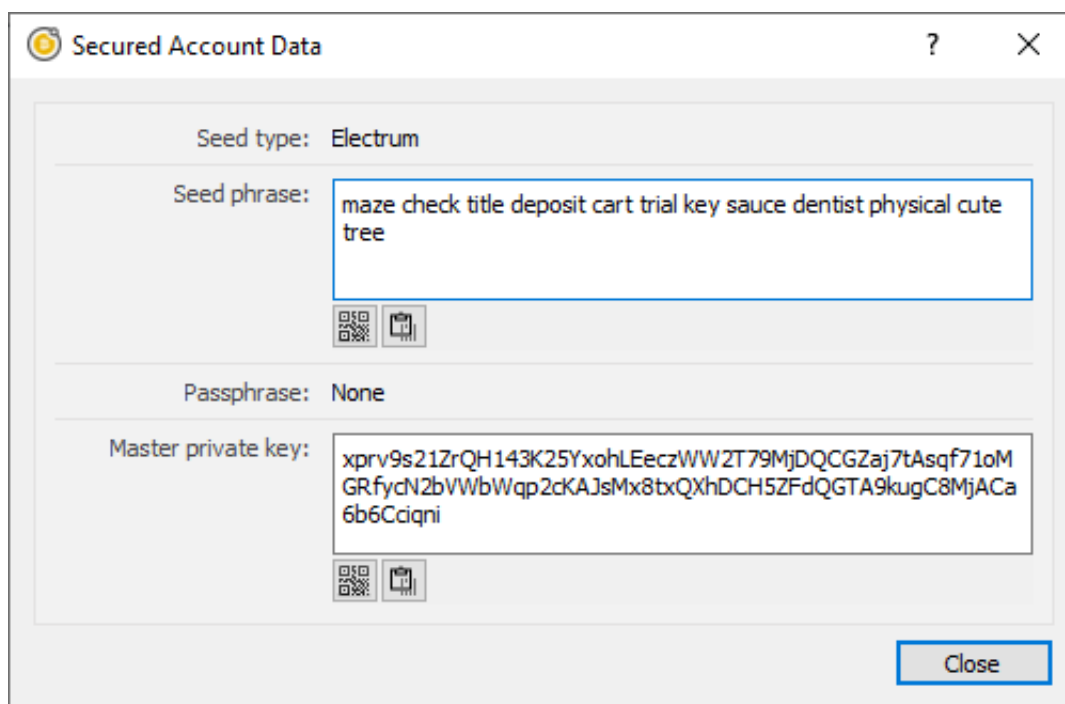 Secured Account Data
?
Seed type: Electrum
Seed phrase: maze check title deposit cart trial key sauce dentist physical cute
tree
Passphrase: None
Master private key: xprv9s21ZrQH143K25YxohLEeczWW2T79MjDQCGZaj7tAsqf71oM
GRfycN2bVWbWqp2cKAJsMx8txQXhDCH5ZFdQGTA9kugC8MjACa
6b6Cciqni
Close